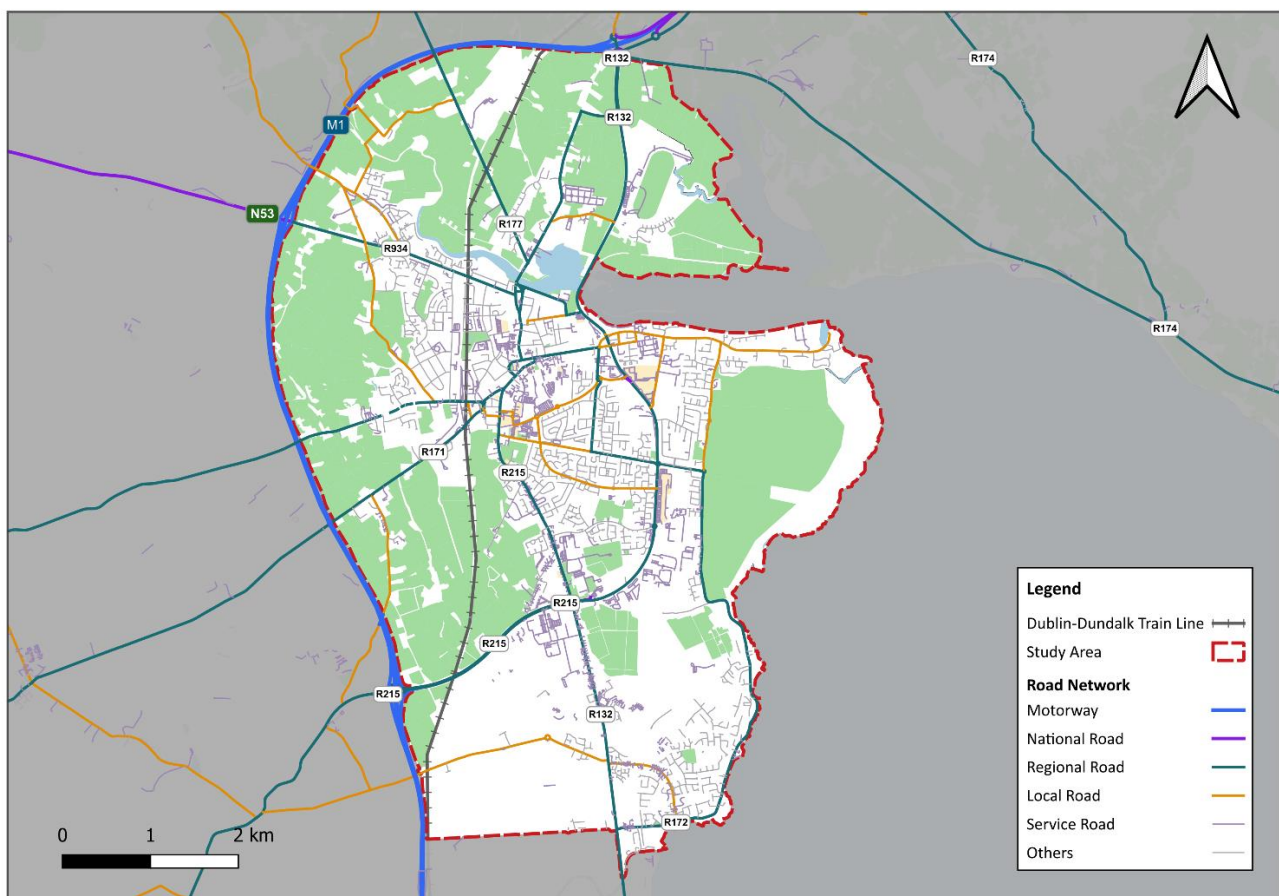 R132
R174
R132
M1
N53
R177
R934
R174
R171
R215
R215
R215
R215
R132
R172
0 1 2 km
Legend
Dublin-Dundalk Train Line
Study Area
Road Network
Motorway
National Road
Regional Road
Local Road
Service Road
Others